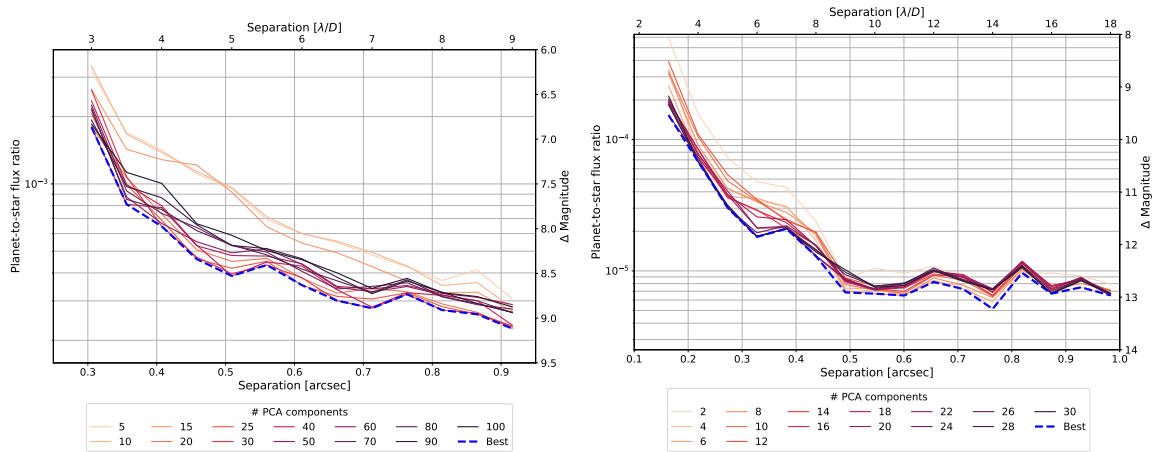 Separation [λ/D]
3 4 5 6 7 8 9
Planet-to-star flux ratio
10⁻³
6.0
6.5
7.0
7.5
8.0
8.5
9.0
9.5
Δ Magnitude
0.3 0.4 0.5 0.6 0.7 0.8 0.9
Separation [arcsec]
# PCA components
5 15 25 40 60 80 100
10 20 30 50 70 90 Best
Separation [λ/D]
2 4 6 8 10 12 14 16 18
Planet-to-star flux ratio
10⁻⁴
10⁻⁵
8
9
10
11
12
13
14
Δ Magnitude
0.1 0.2 0.3 0.4 0.5 0.6 0.7 0.8 0.9 1.0
Separation [arcsec]
# PCA components
2 8 14 18 22 26 30
4 10 16 20 24 28 Best
6 12